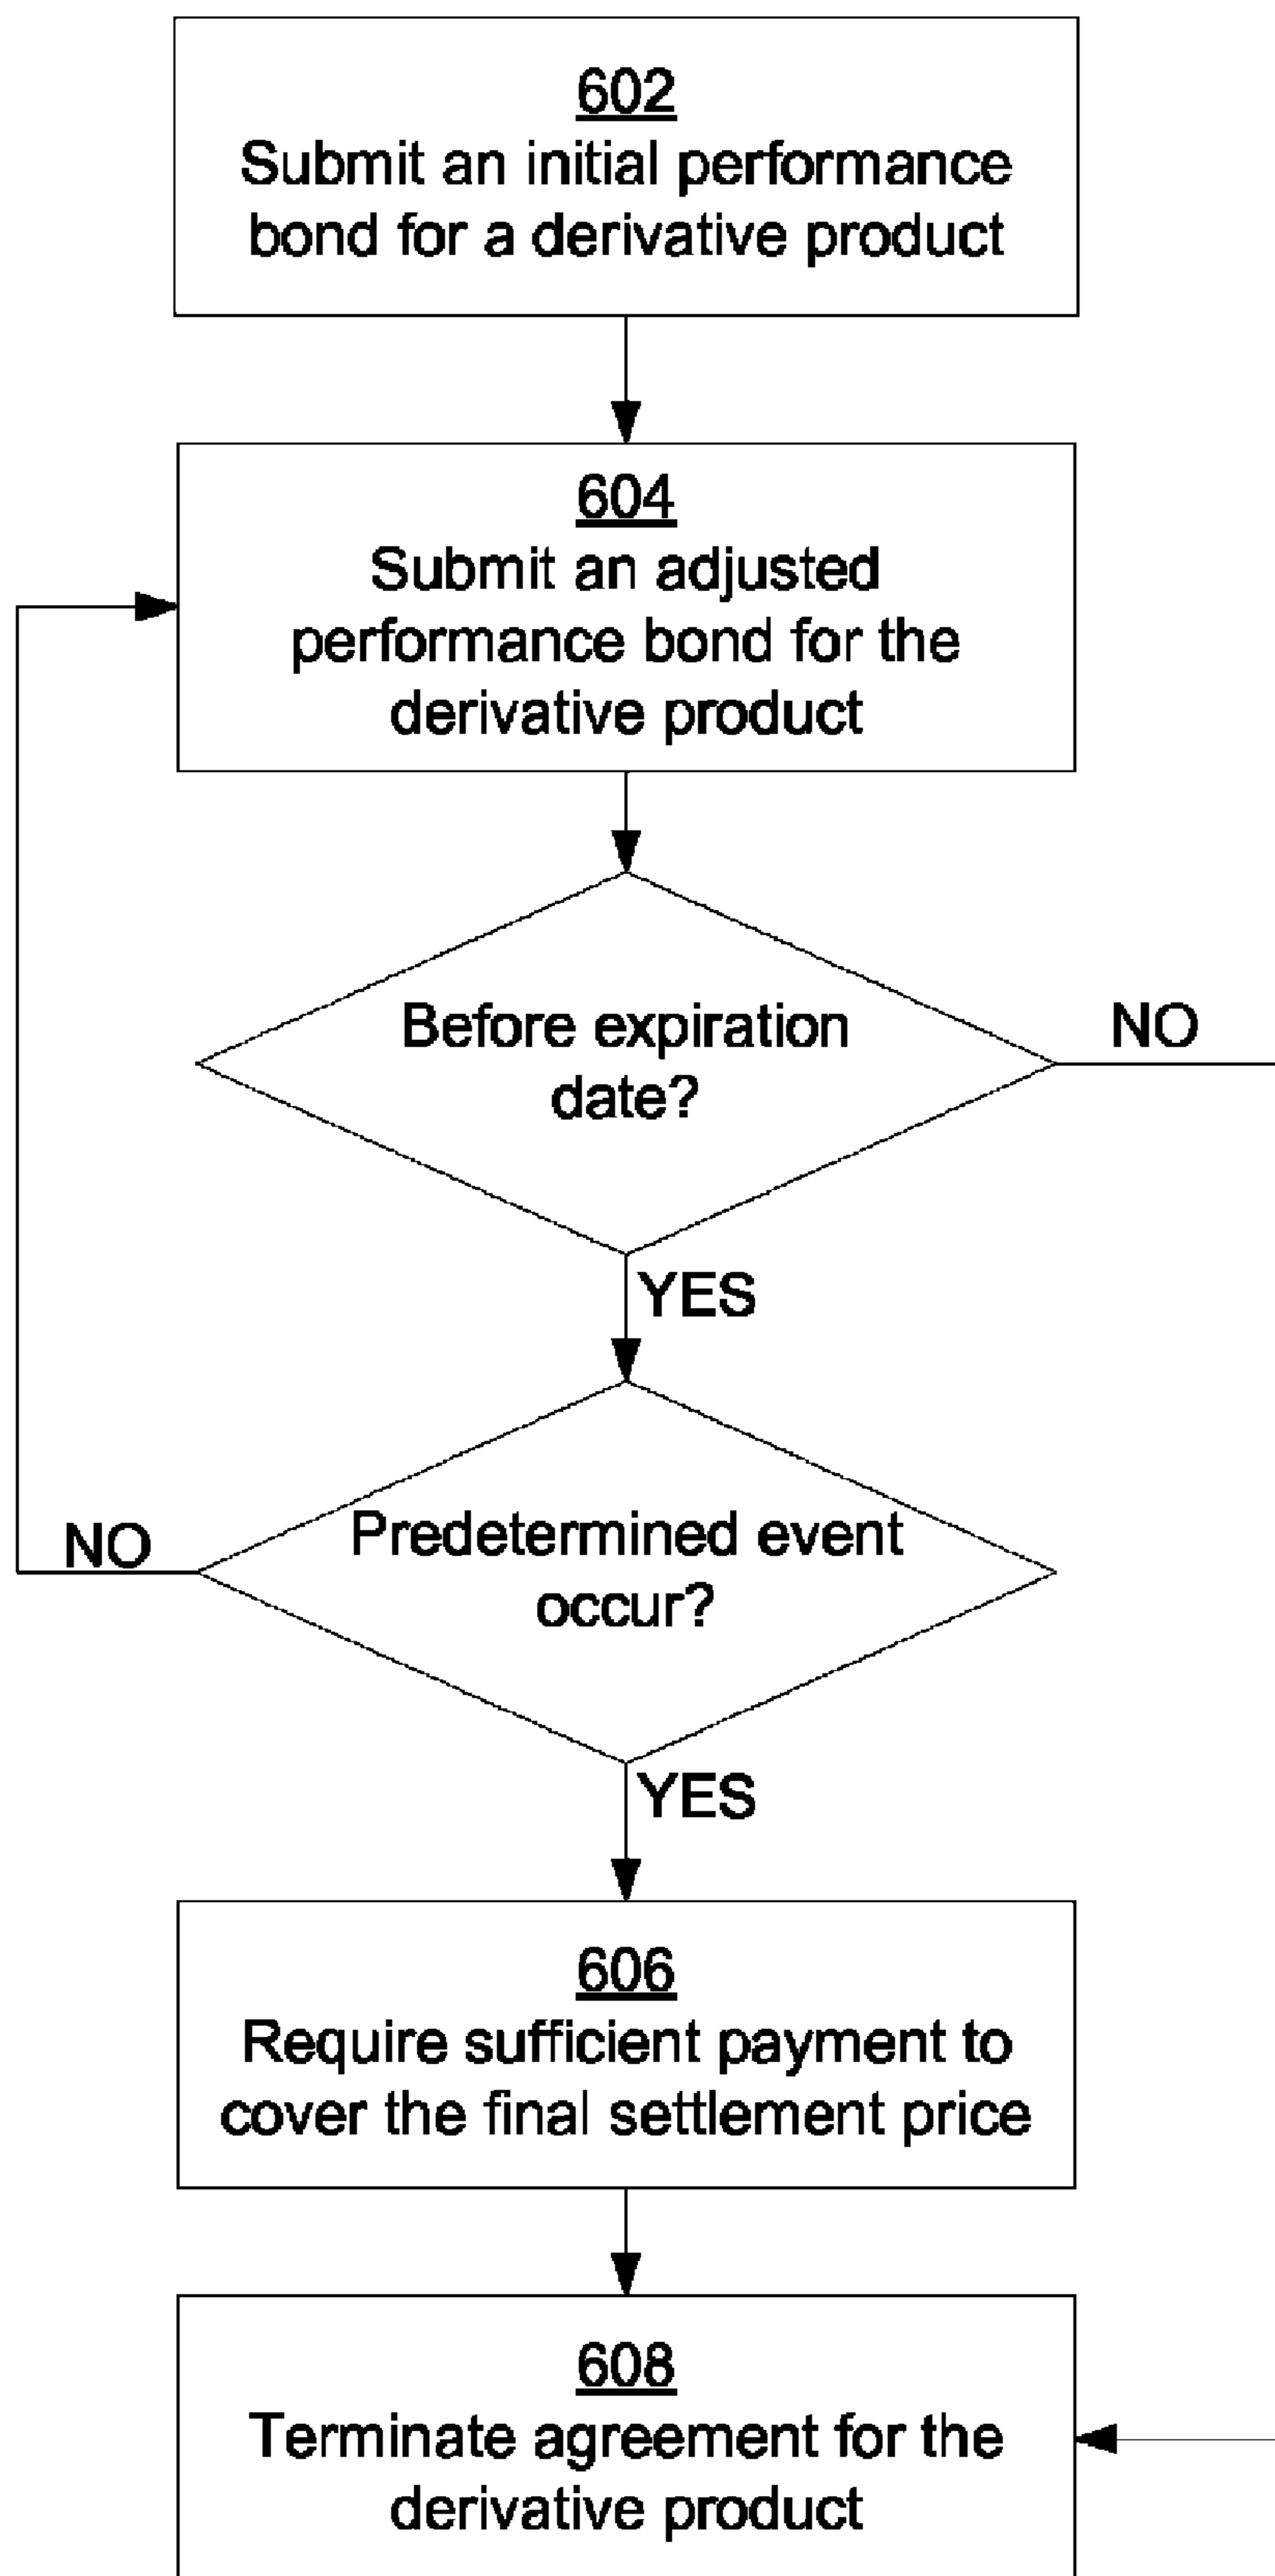 602
Submit an initial performance
bond for a derivative product
604
Submit an adjusted
performance bond for the
derivative product
Before expiration
date?
NO
YES
Predetermined event
occur?
NO
YES
606
Require sufficient payment to
cover the final settlement price
608
Terminate agreement for the
derivative product